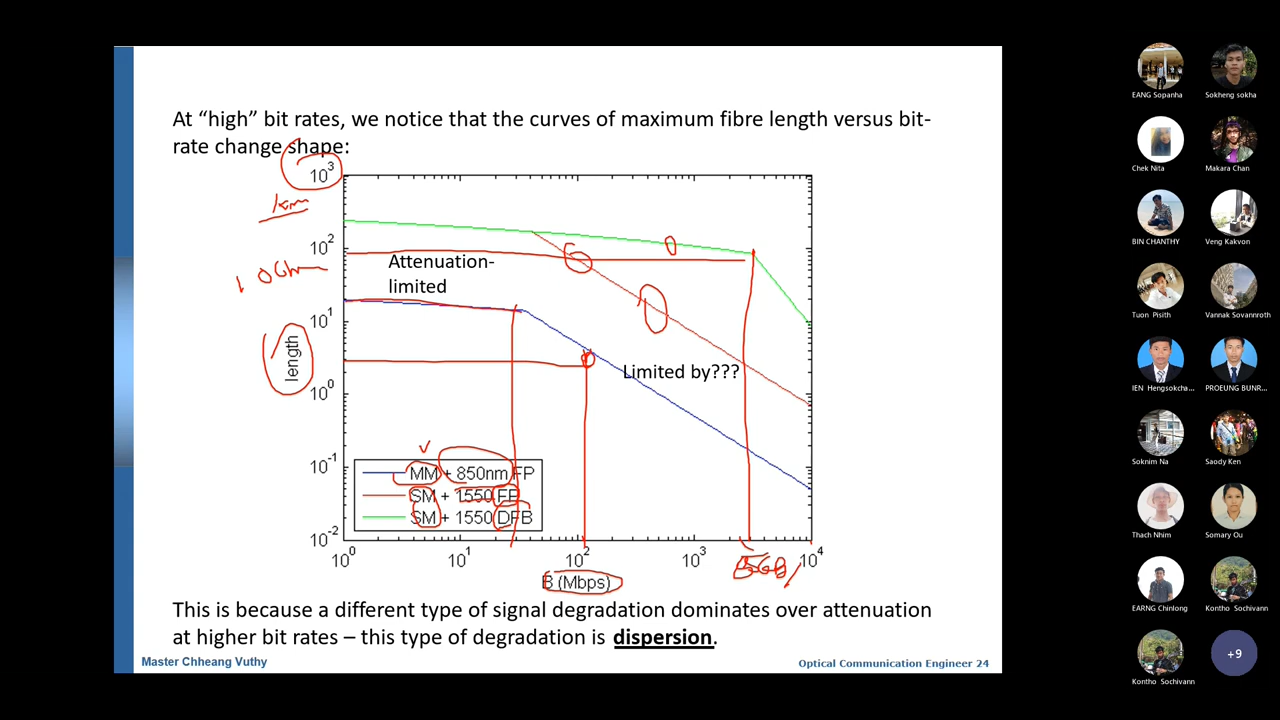 At “high” bit rates, we notice that the curves of maximum fibre length versus bit-
rate change shape:
10³
km
10²
Attenuation-
limited
10¹
length
Limited by???
10⁰
10⁻¹
MM + 850nm FP
SM + 1550 FP
SM + 1550 DFB
10⁻²
10⁰ 10¹ 10² 10³ 10⁴
B (Mbps)
This is because a different type of signal degradation dominates over attenuation
at higher bit rates – this type of degradation is dispersion.
Master Chheang Vuthy
Optical Communication Engineer 24
EANG Sopanha
Sokheng sokha
Chek Nita
Makara Chan
BIN CHANTHY
Veng Kakvon
Tuon Pisith
Vannak Sovannroth
IEN Hengsokcha...
PROEUNG BUNR...
Soknim Na
Saody Ken
Thach Nhim
Somary Ou
EARNG Chinlong
Kontho Sochivann
Kontho Sochivann
+9